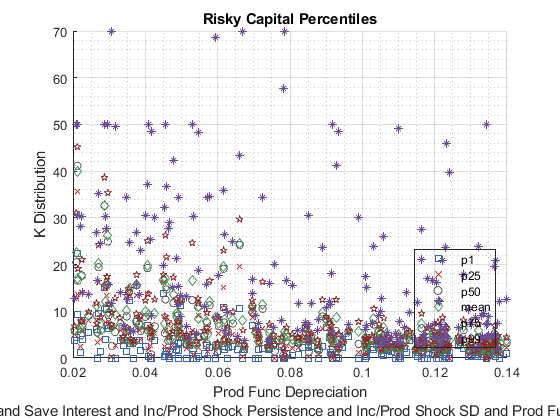 Risky Capital Percentiles
70
60
50
40
30
20
10
0
K Distribution
p1
p25
p50
mean
p75
p99
0.02 0.04 0.06 0.08 0.1 0.12 0.14
Prod Func Depreciation
and Save Interest and Inc/Prod Shock Persistence and Inc/Prod Shock SD and Prod Fu